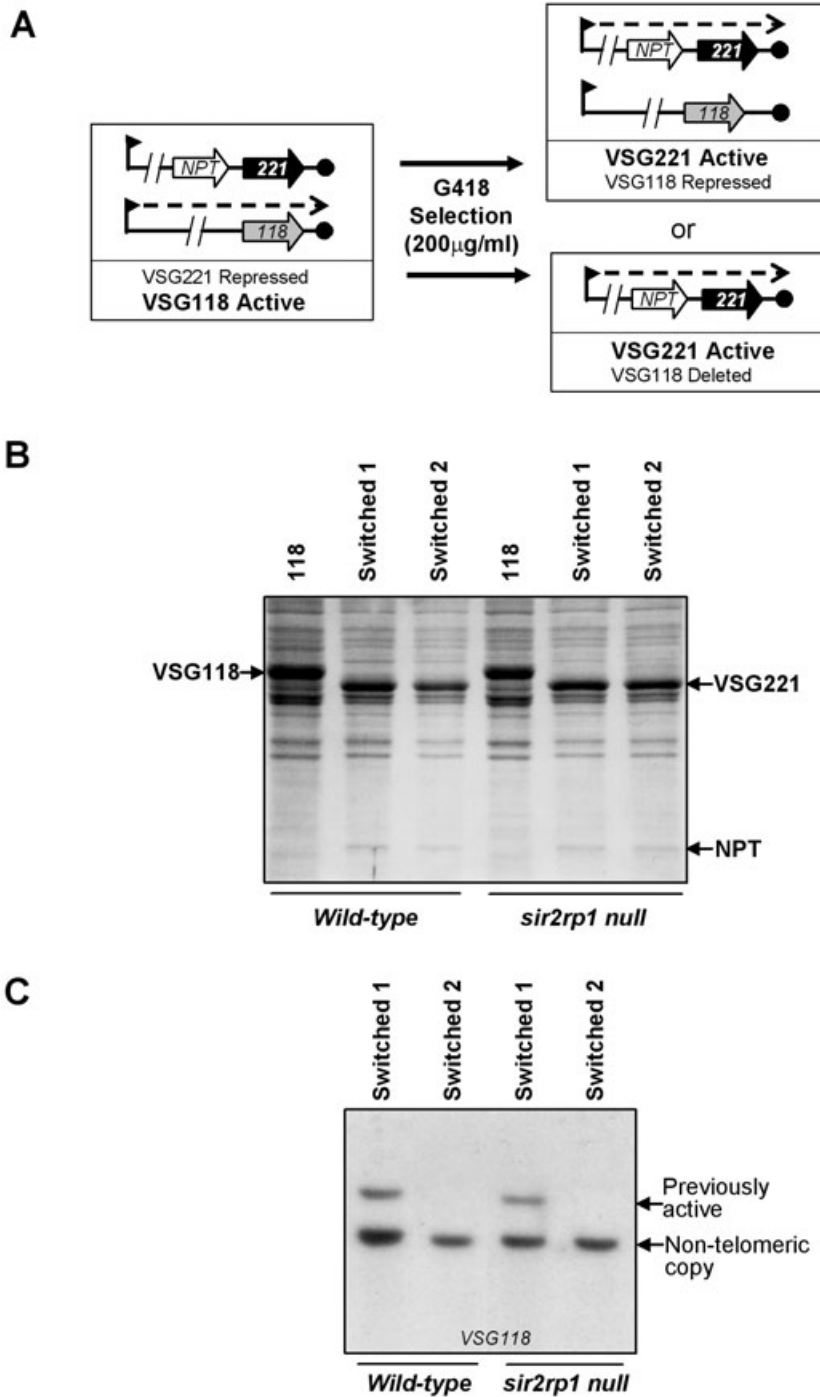 A
NPT 221
118
VSG221 Repressed
VSG118 Active
G418
Selection
(200µg/ml)
NPT 221
118
VSG221 Active
VSG118 Repressed
or
NPT 221
VSG221 Active
VSG118 Deleted
B
118 Switched 1 Switched 2 118 Switched 1 Switched 2
VSG118
VSG221
NPT
Wild-type sir2rp1 null
C
Switched 1 Switched 2 Switched 1 Switched 2
Previously
active
Non-telomeric
copy
VSG118
Wild-type sir2rp1 null